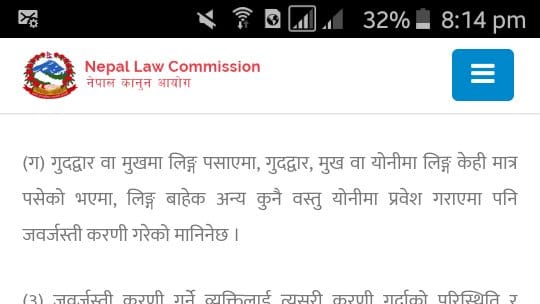 32% 8:14 pm
Nepal Law Commission
नेपाल कानुन आयोग
(ग) गुदद्वार वा मुखमा लिङ्ग पसाएमा, गुदद्वार, मुख वा योनीमा लिङ्ग केही मात्र
पसेको भएमा, लिङ्ग बाहेक अन्य कुनै वस्तु योनीमा प्रवेश गराएमा पनि
जवर्जस्ती करणी गरेको मानिनेछ ।
(३) जवर्जस्ती करणी गर्ने व्यक्तिलाई त्यसरी करणी गर्दाको परिस्थिति र